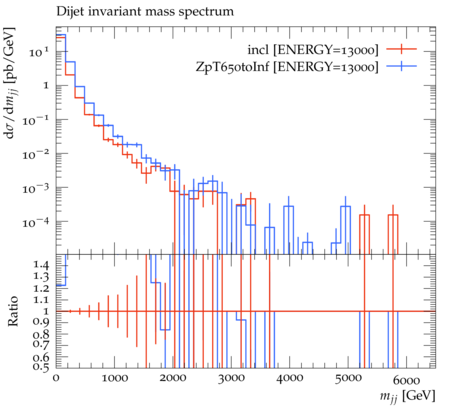 Dijet invariant mass spectrum
dσ/dm_jj [pb/GeV]
incl [ENERGY=13000]
ZpT650toInf [ENERGY=13000]
10^1
1
10^−1
10^−2
10^−3
10^−4
Ratio
1.4
1.3
1.2
1.1
1
0.9
0.8
0.7
0.6
0.5
0 1000 2000 3000 4000 5000 6000
m_jj [GeV]